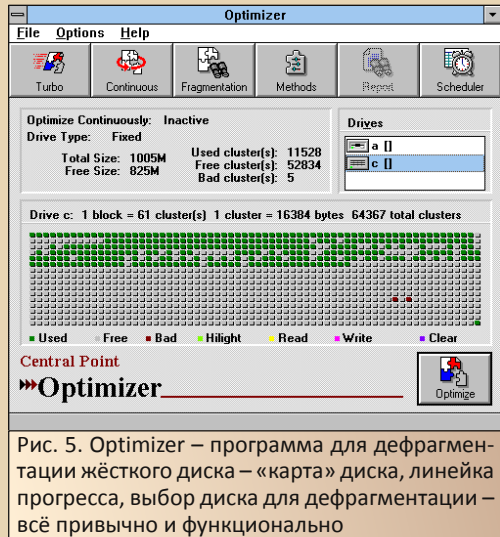 Optimizer
File Options Help
Turbo Continuous Fragmentation Methods Report Scheduler
Optimize Continuously: Inactive
Drive Type: Fixed
Total Size: 1005M
Free Size: 825M
Used cluster(s): 11528
Free cluster(s): 52834
Bad cluster(s): 5
Drives
a []
c []
Drive c: 1 block = 61 cluster(s) 1 cluster = 16384 bytes 64367 total clusters
Used Free Bad Hilight Read Write Clear
Central Point
Optimizer
Optimize
Рис. 5. Optimizer – программа для дефрагмен-
тации жёсткого диска – «карта» диска, линейка
прогресса, выбор диска для дефрагментации –
всё привычно и функционально